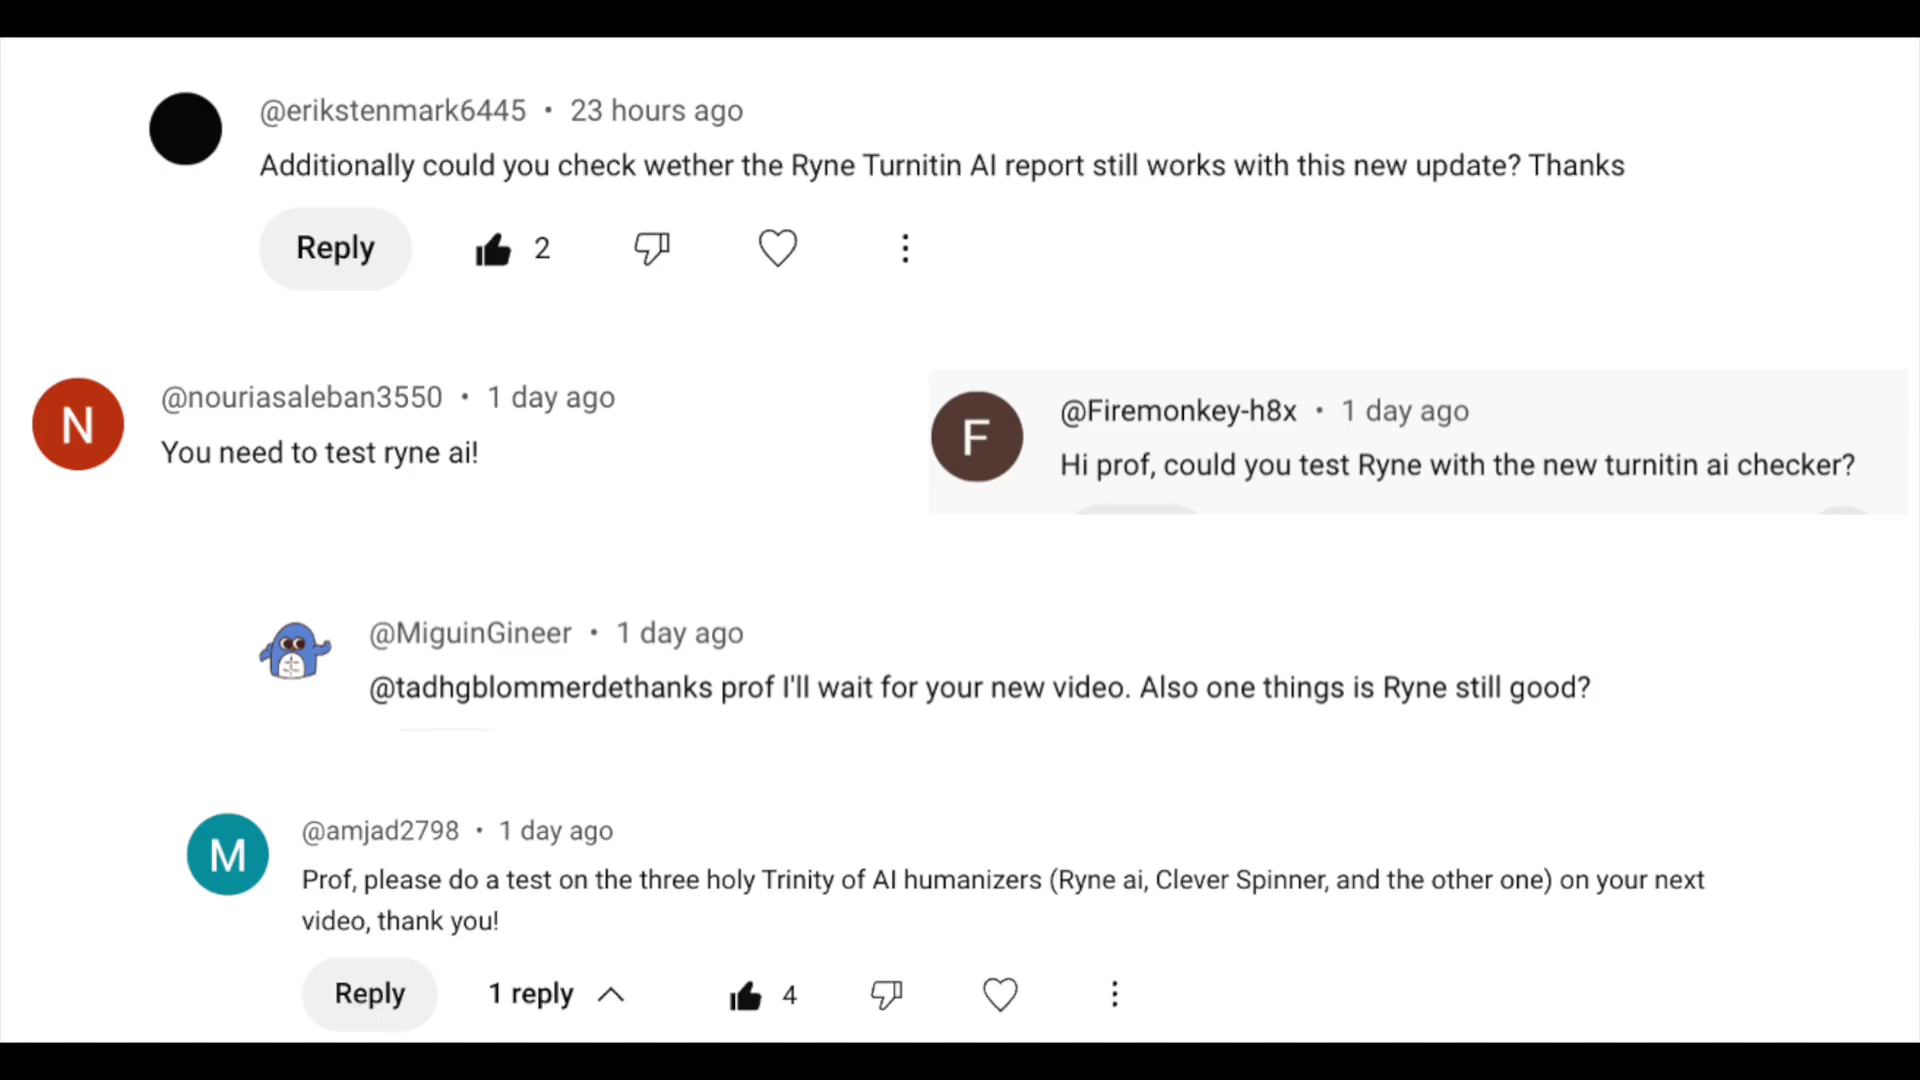 @erikstenmark6445 • 23 hours ago
Additionally could you check wether the Ryne Turnitin AI report still works with this new update? Thanks
Reply 2
N
@nouriasaleban3550 • 1 day ago
You need to test ryne ai!
F
@Firemonkey-h8x • 1 day ago
Hi prof, could you test Ryne with the new turnitin ai checker?
@MiguinGineer • 1 day ago
@tadhgblommerdethanks prof I'll wait for your new video. Also one things is Ryne still good?
M
@amjad2798 • 1 day ago
Prof, please do a test on the three holy Trinity of AI humanizers (Ryne ai, Clever Spinner, and the other one) on your next
video, thank you!
Reply 1 reply 4